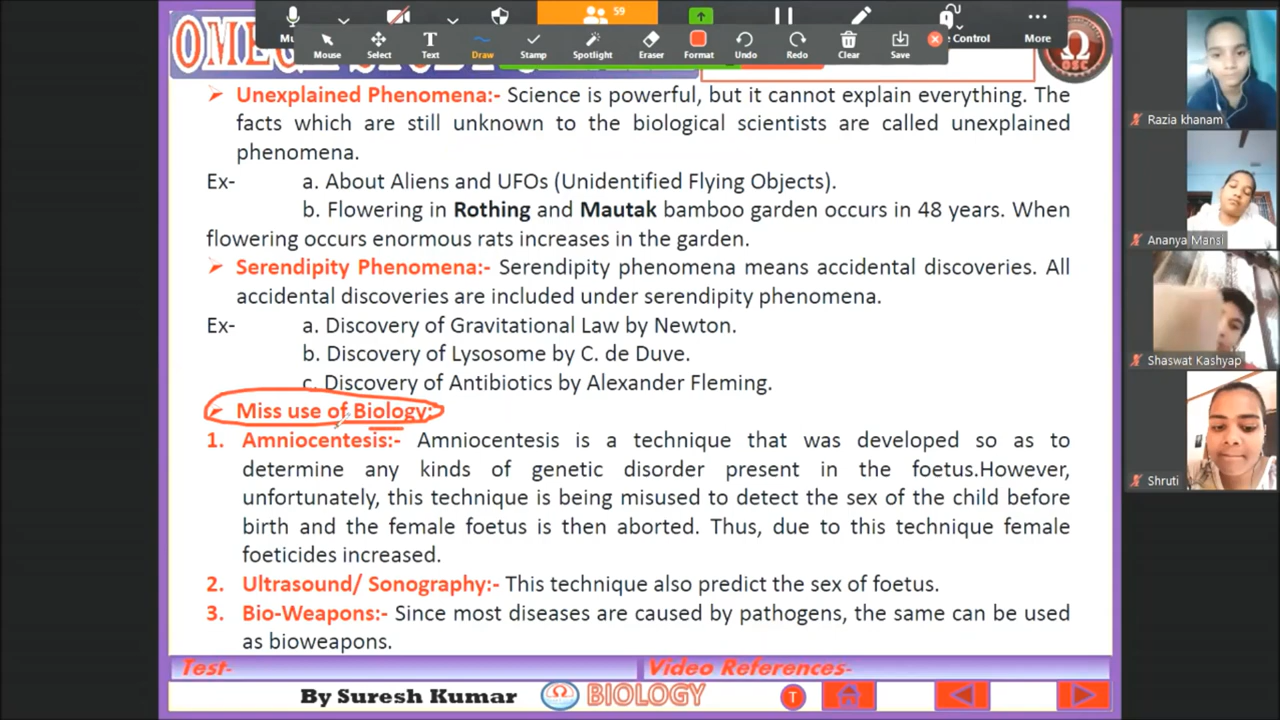 59
Mu
Mouse
Select
Text
Draw
Stamp
Spotlight
Eraser
Format
Undo
Redo
Clear
Save
e Control
More
OSC
Unexplained Phenomena:- Science is powerful, but it cannot explain everything. The
facts which are still unknown to the biological scientists are called unexplained
phenomena.
Ex- a. About Aliens and UFOs (Unidentified Flying Objects).
b. Flowering in Rothing and Mautak bamboo garden occurs in 48 years. When
flowering occurs enormous rats increases in the garden.
Serendipity Phenomena:- Serendipity phenomena means accidental discoveries. All
accidental discoveries are included under serendipity phenomena.
Ex- a. Discovery of Gravitational Law by Newton.
b. Discovery of Lysosome by C. de Duve.
c. Discovery of Antibiotics by Alexander Fleming.
Miss use of Biology:
1. Amniocentesis:- Amniocentesis is a technique that was developed so as to
determine any kinds of genetic disorder present in the foetus.However,
unfortunately, this technique is being misused to detect the sex of the child before
birth and the female foetus is then aborted. Thus, due to this technique female
foeticides increased.
2. Ultrasound/ Sonography:- This technique also predict the sex of foetus.
3. Bio-Weapons:- Since most diseases are caused by pathogens, the same can be used
as bioweapons.
Test- Video References-
By Suresh Kumar BIOLOGY T
Razia khanam
Ananya Mansi
Shaswat Kashyap
Shruti